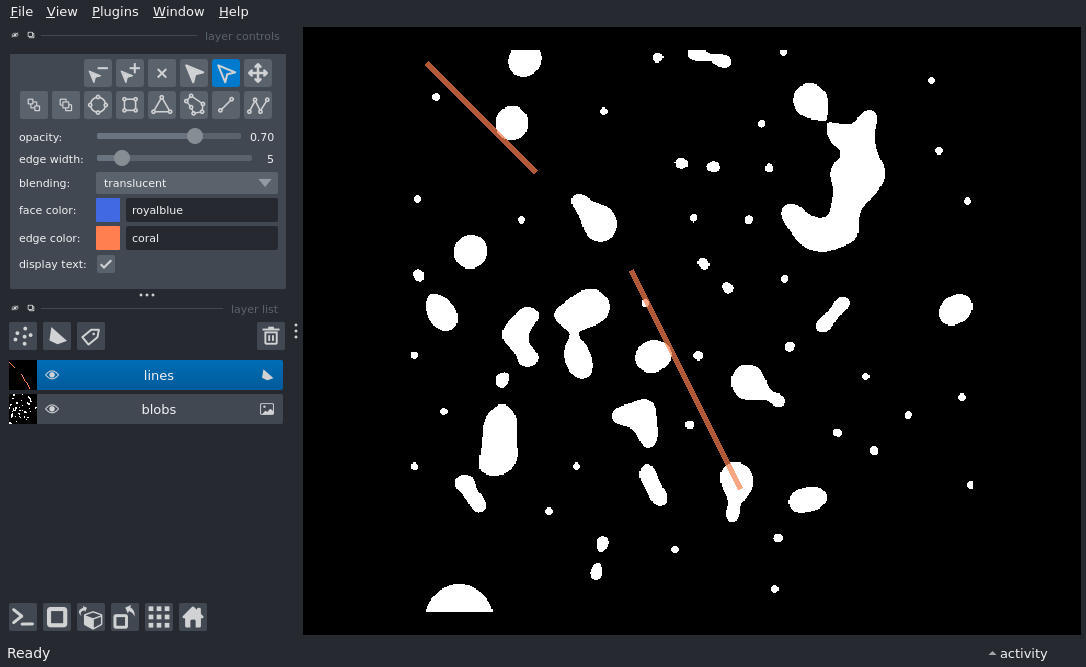 File View Plugins Window Help
layer controls
opacity: 0.70
edge width: 5
blending: translucent
face color: royalblue
edge color: coral
display text:
layer list
lines
blobs
Ready
activity